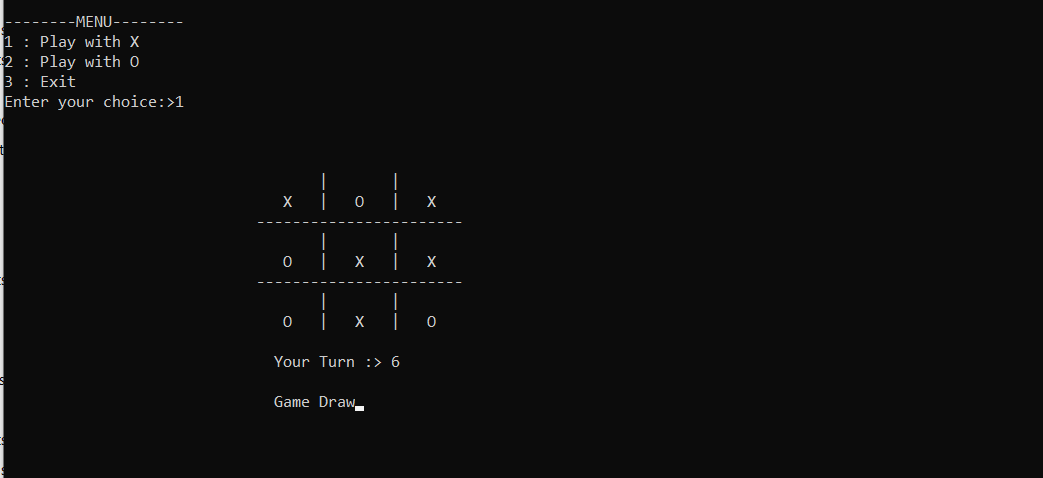 --------MENU--------
1 : Play with X
2 : Play with O
3 : Exit
Enter your choice:>1
| |
X | O | X
-----------------------
| |
O | X | X
-----------------------
| |
O | X | O
Your Turn :> 6
Game Draw